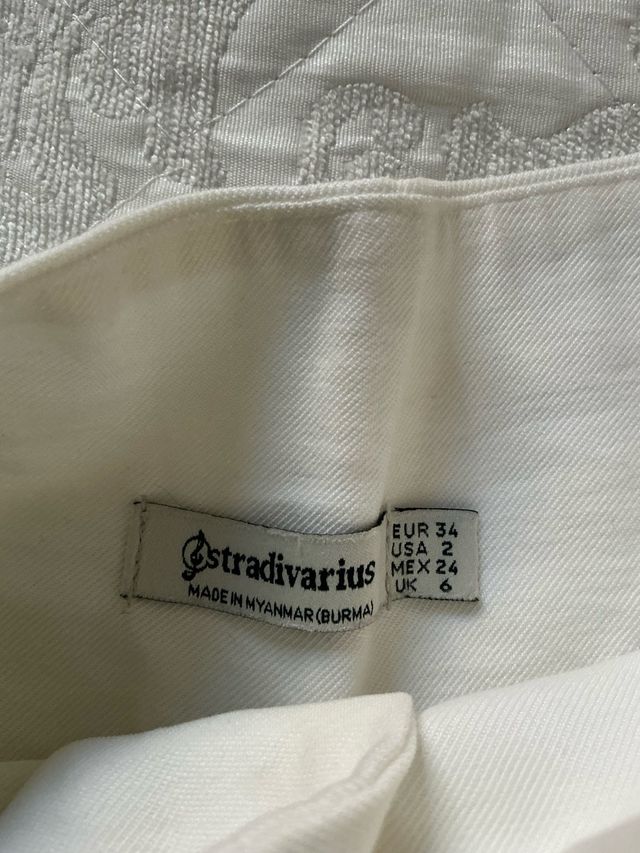 stradivarius
MADE IN MYANMAR (BURMA)
EUR 34
USA 2
MEX 24
UK 6